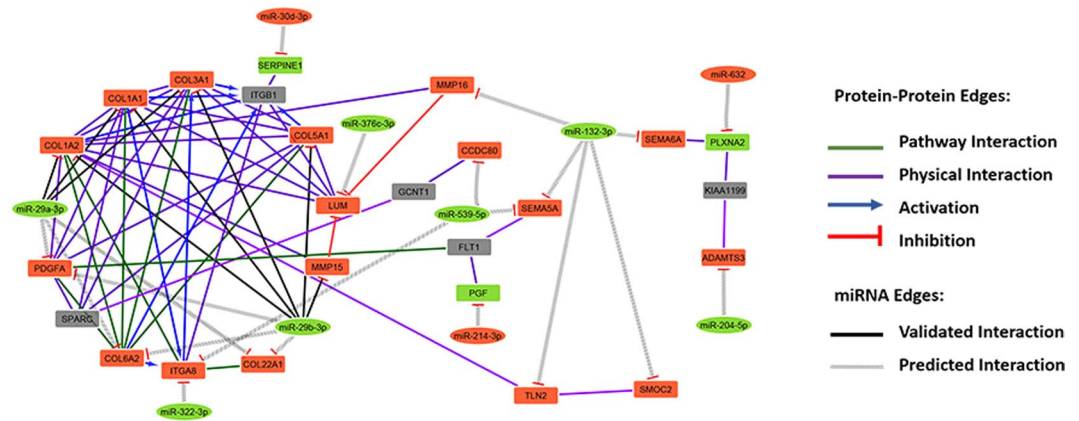 miR-30d-3p
SERPINE1
COL3A1
ITGB1
COL1A1
MMP16
miR-632
miR-376c-3p
miR-132-3p
COL5A1
COL1A2
SEMA6A
PLXNA2
CCDC80
GCNT1
KIAA1199
miR-29a-3p
LUM
miR-539-5p
SEMA5A
FLT1
PDGFA
MMP15
ADAMTS3
PGF
SPARC
miR-29b-3p
miR-214-3p
miR-204-5p
COL6A2
ITGA8
COL22A1
TLN2
SMOC2
miR-322-3p
Protein-Protein Edges:
Pathway Interaction
Physical Interaction
Activation
Inhibition
miRNA Edges:
Validated Interaction
Predicted Interaction